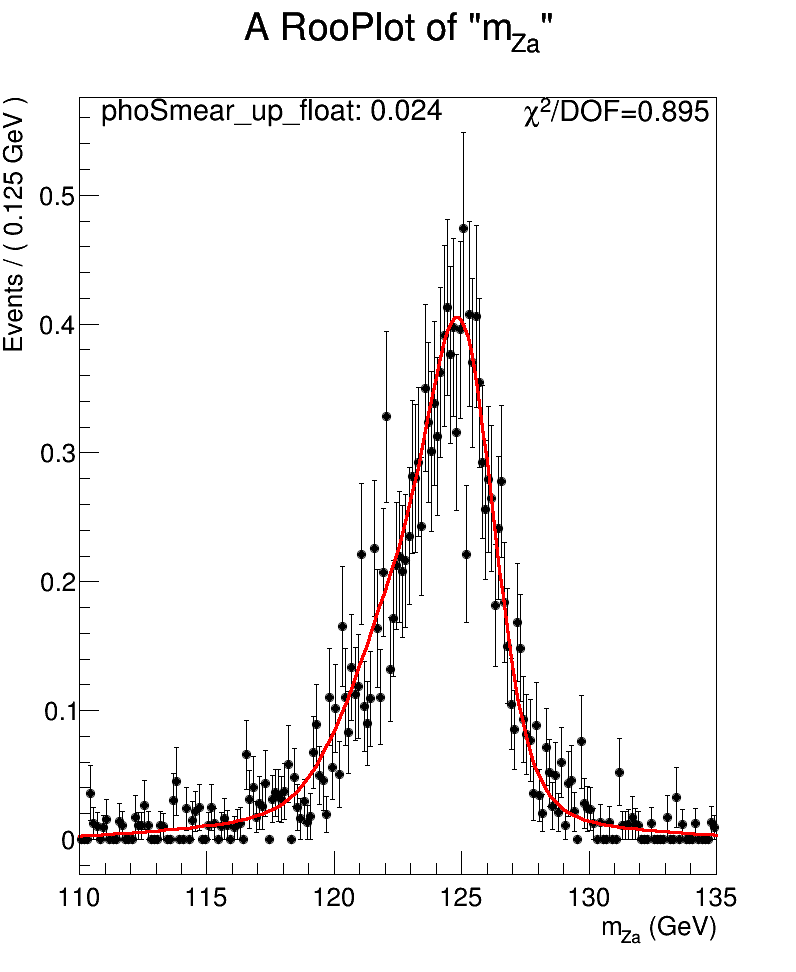 A RooPlot of "m_Za"
phoSmear_up_float: 0.024
χ²/DOF=0.895
Events / ( 0.125 GeV )
0.5
0.4
0.3
0.2
0.1
0
110 115 120 125 130 135
m_Za (GeV)